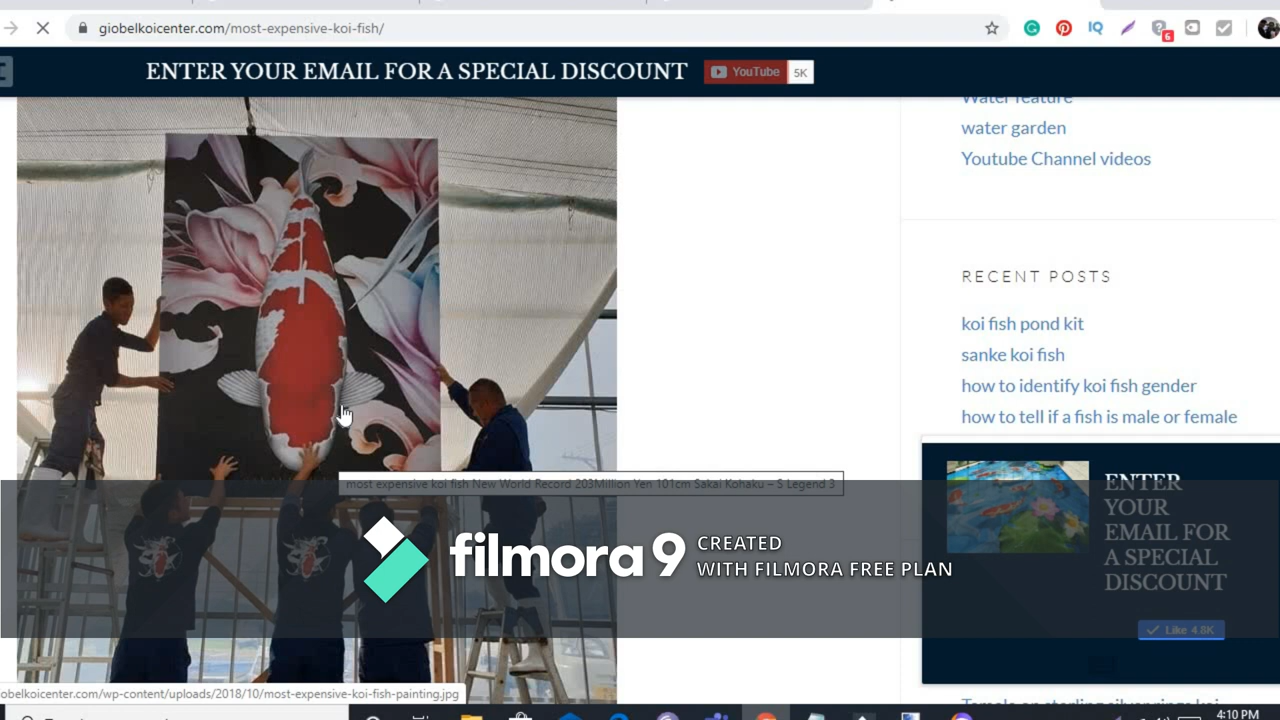 giobelkoicenter.com/most-expensive-koi-fish/
6
ENTER YOUR EMAIL FOR A SPECIAL DISCOUNT
YouTube 5K
Water feature
water garden
Youtube Channel videos
RECENT POSTS
koi fish pond kit
sanke koi fish
how to identify koi fish gender
how to tell if a fish is male or female
most expensive koi fish New World Record 203Million Yen 101cm Sakai Kohaku – S Legend 3
ENTER
YOUR
EMAIL FOR
A SPECIAL
DISCOUNT
Like 4.8K
filmora9
CREATED
WITH FILMORA FREE PLAN
obelkoicenter.com/wp-content/uploads/2018/10/most-expensive-koi-fish-painting.jpg
4:10 PM